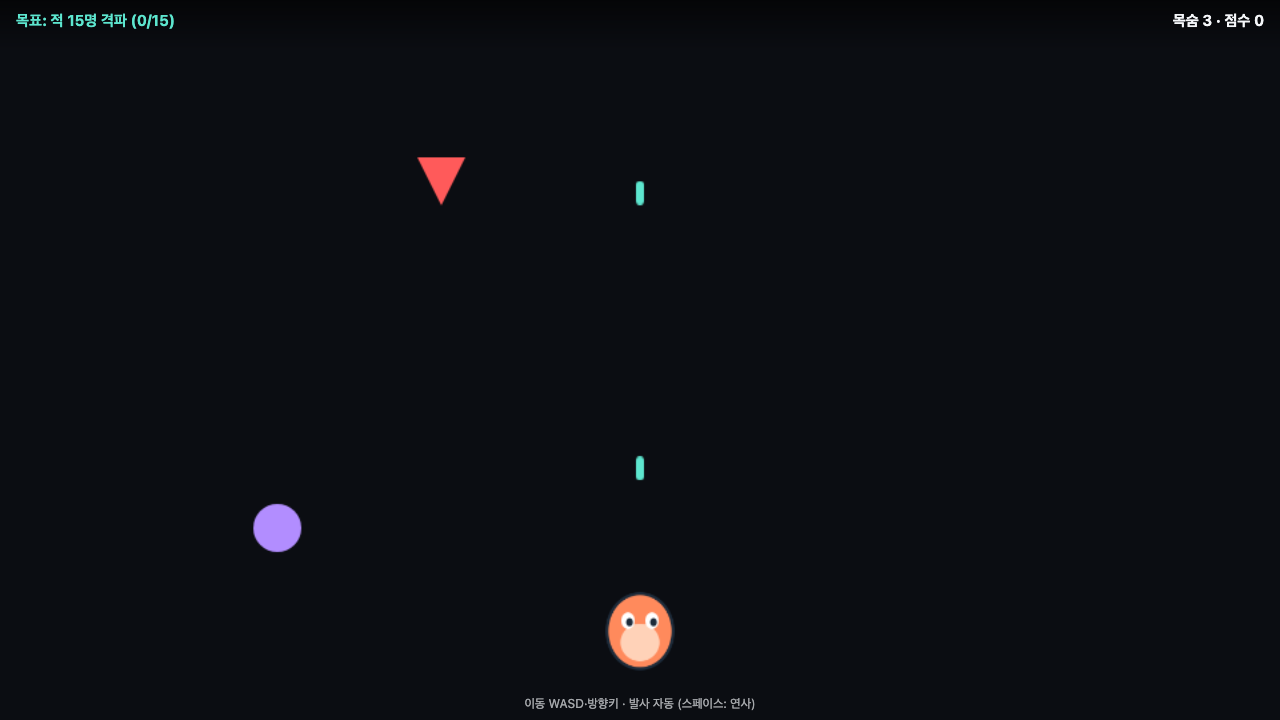 목표: 적 15명 격파 (0/15)
목숨 3 · 점수 0
이동 WASD·방향키 · 발사 자동 (스페이스: 연사)